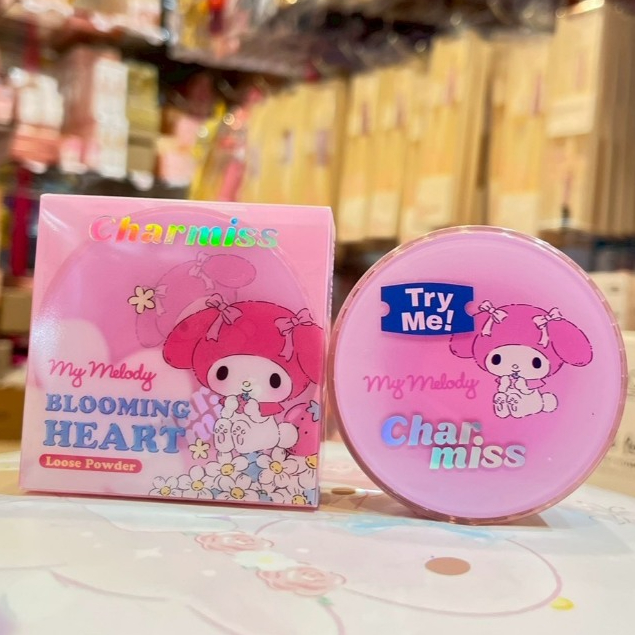 Charmiss
My Melody
BLOOMING
HEART
Loose Powder
Try
Me!
My Melody
Char
miss